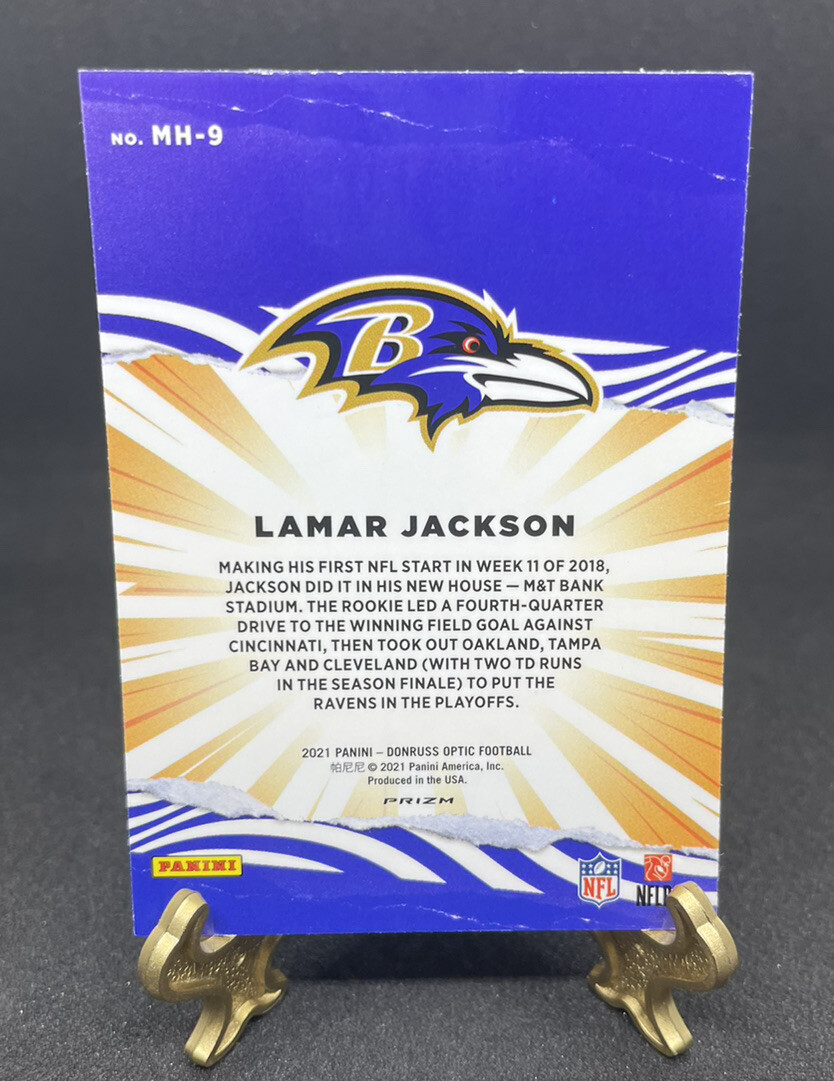 NO. MH-9
B
LAMAR JACKSON
MAKING HIS FIRST NFL START IN WEEK 11 OF 2018,
JACKSON DID IT IN HIS NEW HOUSE — M&T BANK
STADIUM. THE ROOKIE LED A FOURTH-QUARTER
DRIVE TO THE WINNING FIELD GOAL AGAINST
CINCINNATI, THEN TOOK OUT OAKLAND, TAMPA
BAY AND CLEVELAND (WITH TWO TD RUNS
IN THE SEASON FINALE) TO PUT THE
RAVENS IN THE PLAYOFFS.
2021 PANINI – DONRUSS OPTIC FOOTBALL
帕尼尼 © 2021 Panini America, Inc.
Produced in the USA.
PRIZM
PANINI
NFL